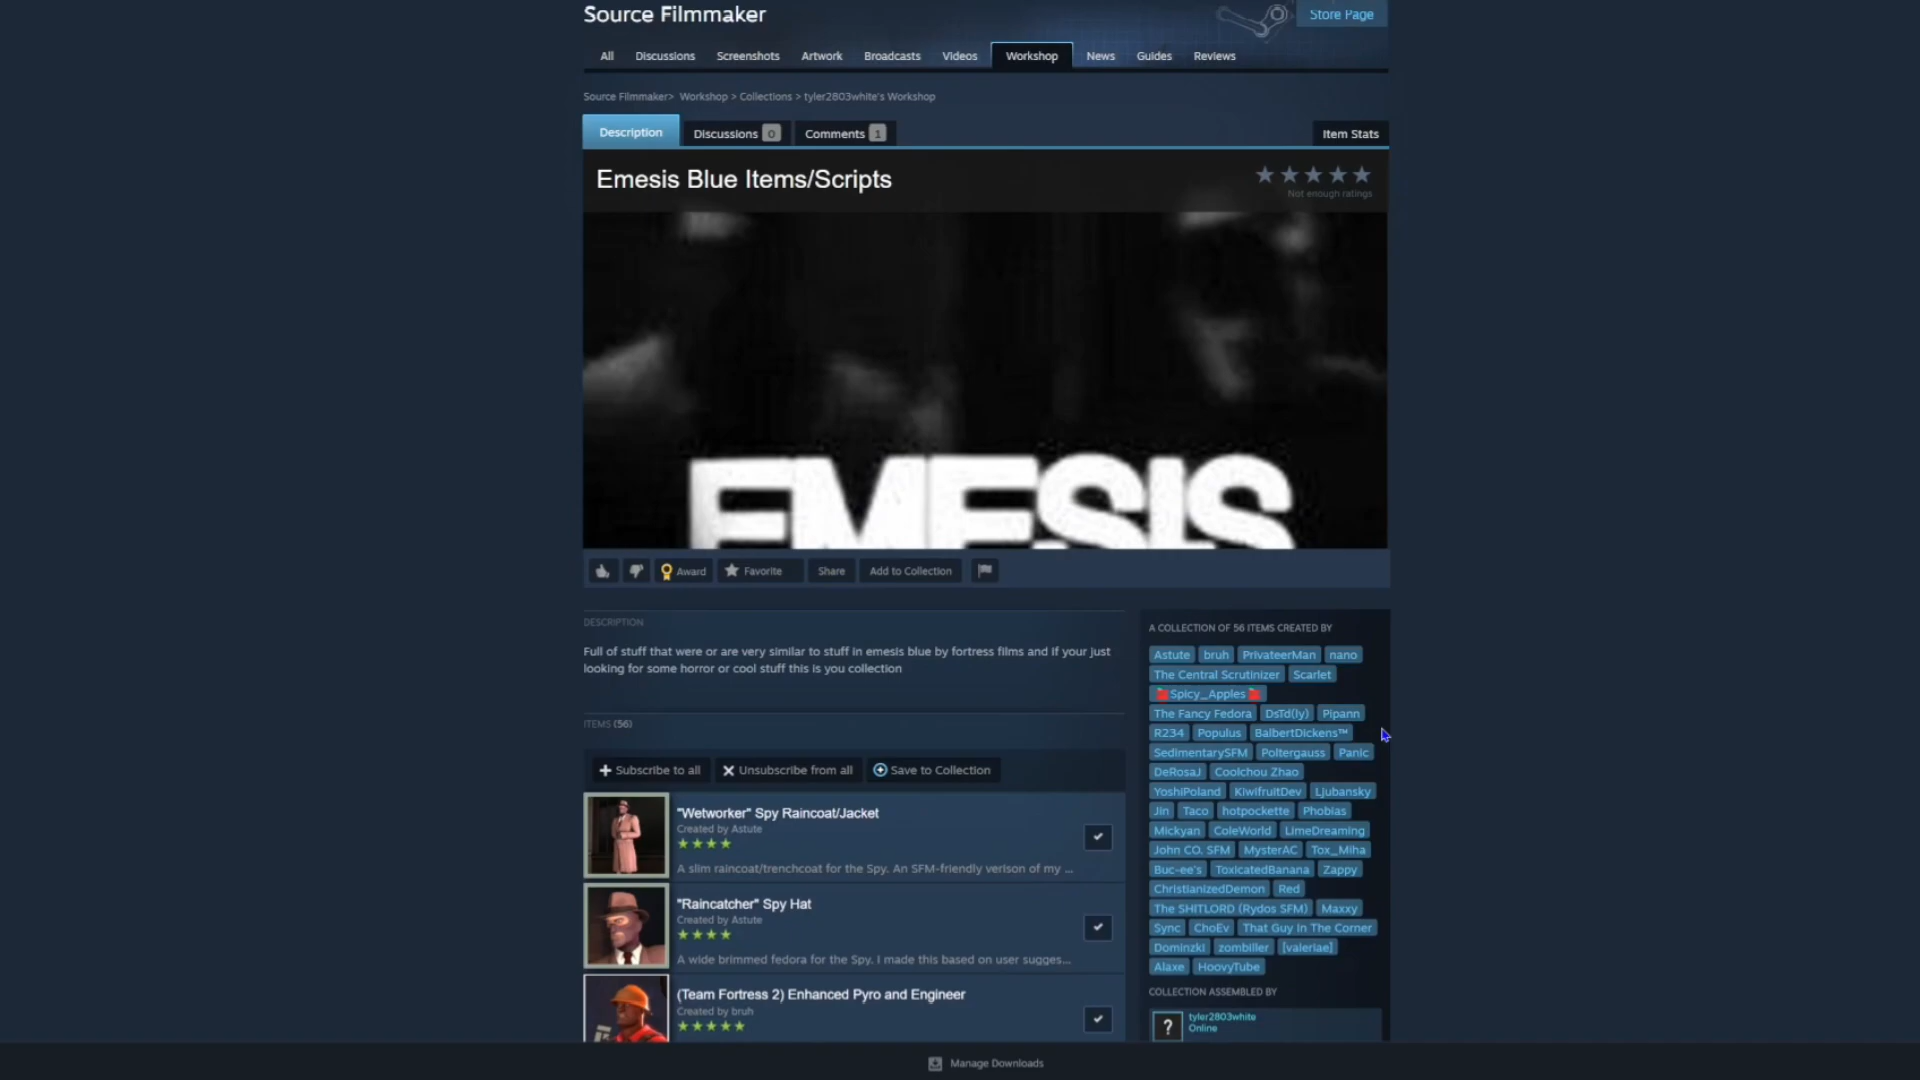 Source Filmmaker
Store Page
All Discussions Screenshots Artwork Broadcasts Videos Workshop News Guides Reviews
Source Filmmaker> Workshop > Collections > tyler2803white's Workshop
Description Discussions 0 Comments 1 Item Stats
Emesis Blue Items/Scripts
Not enough ratings
EMESIS
Award Favorite Share Add to Collection
DESCRIPTION
Full of stuff that were or are very similar to stuff in emesis blue by fortress films and if your just
looking for some horror or cool stuff this is you collection
ITEMS (56)
Subscribe to all Unsubscribe from all Save to Collection
"Wetworker" Spy Raincoat/Jacket
Created by Astute
A slim raincoat/trenchcoat for the Spy. An SFM-friendly verison of my ...
"Raincatcher" Spy Hat
Created by Astute
A wide brimmed fedora for the Spy. I made this based on user sugges...
(Team Fortress 2) Enhanced Pyro and Engineer
Created by bruh
A COLLECTION OF 56 ITEMS CREATED BY
Astute bruh PrivateerMan nano
The Central Scrutinizer Scarlet
Spicy_Apples
The Fancy Fedora DsTd(ly) Pipann
R234 Populus BalbertDickens™
SedimentarySFM Poltergauss Panic
DeRosaJ Coolchou Zhao
YoshiPoland KiwifruitDev Ljubansky
Jin Taco hotpockette Phobias
Mickyan ColeWorld LimeDreaming
John CO. SFM MysterAC Tox_Miha
Buc-ee's ToxicatedBanana Zappy
ChristianizedDemon Red
The SHITLORD (Rydos SFM) Maxxy
Sync ChoEv That Guy In The Corner
Dominzki zombiller [valeriae]
Alaxe HoovyTube
COLLECTION ASSEMBLED BY
?
tyler2803white
Online
Manage Downloads